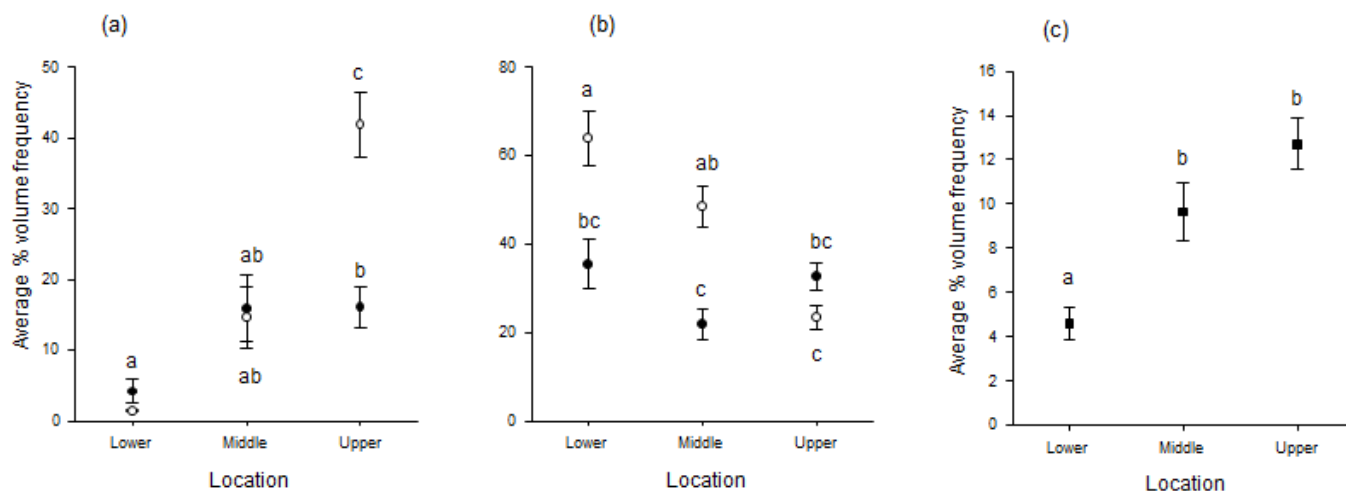 (a)
Average % volume frequency
50
40
30
20
10
0
c
ab
b
a
ab
Lower Middle Upper
Location
(b)
80
60
40
20
0
a
ab
bc
bc
c
c
Lower Middle Upper
Location
(c)
Average % volume frequency
16
14
12
10
8
6
4
2
0
b
b
a
Lower Middle Upper
Location